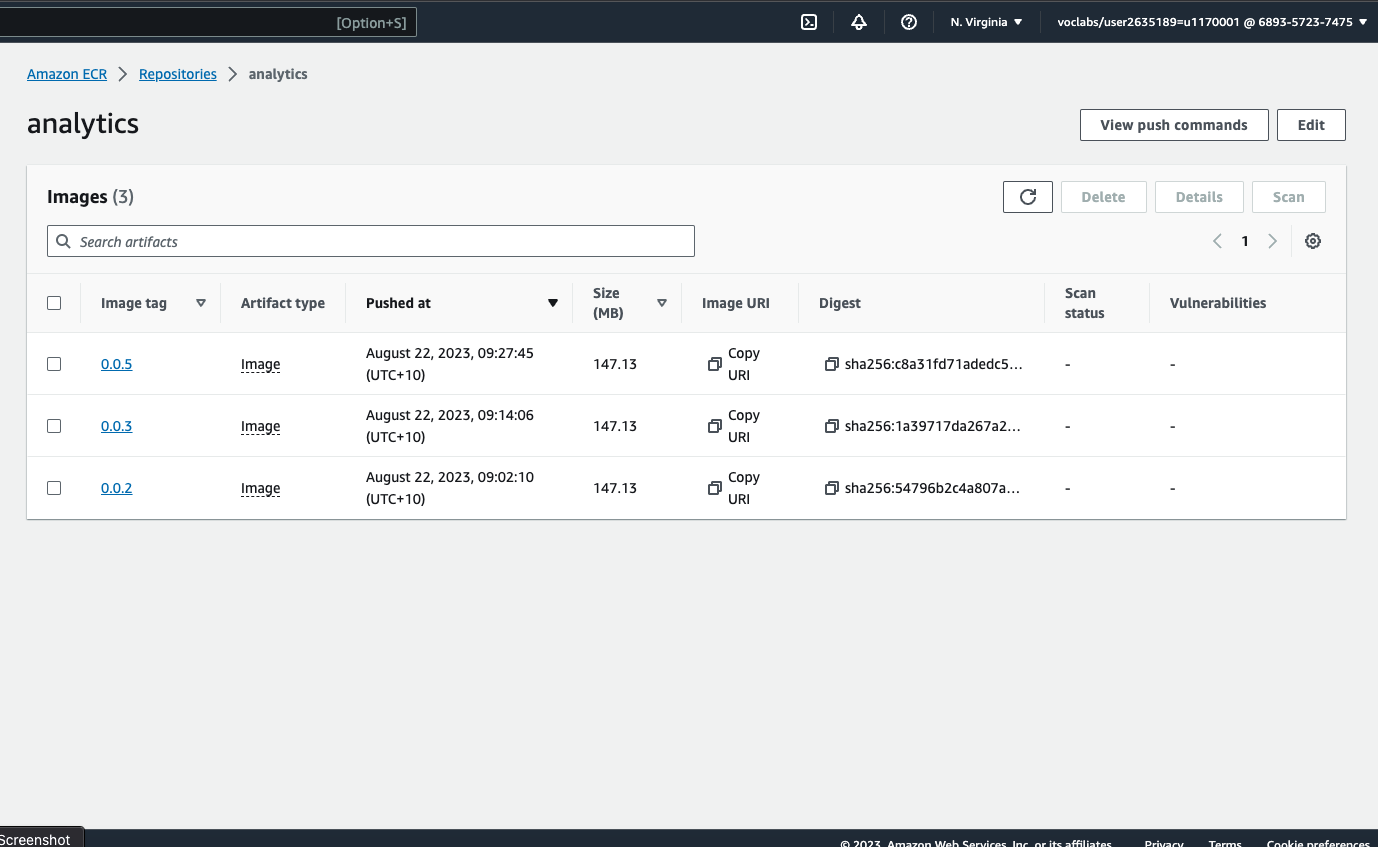 [Option+S]
N. Virginia
voclabs/user2635189=u1170001 @ 6893-5723-7475
Amazon ECR
Repositories
analytics
analytics
View push commands
Edit
Images (3)
Delete
Details
Scan
Search artifacts
1
Image tag
Artifact type
Pushed at
Size
(MB)
Image URI
Digest
Scan
status
Vulnerabilities
0.0.5
Image
August 22, 2023, 09:27:45
(UTC+10)
147.13
Copy
URI
sha256:c8a31fd71adedc5...
-
-
0.0.3
Image
August 22, 2023, 09:14:06
(UTC+10)
147.13
Copy
URI
sha256:1a39717da267a2...
-
-
0.0.2
Image
August 22, 2023, 09:02:10
(UTC+10)
147.13
Copy
URI
sha256:54796b2c4a807a...
-
-
Screenshot
© 2023, Amazon Web Services, Inc. or its affiliates.
Privacy
Terms
Cookie preferences